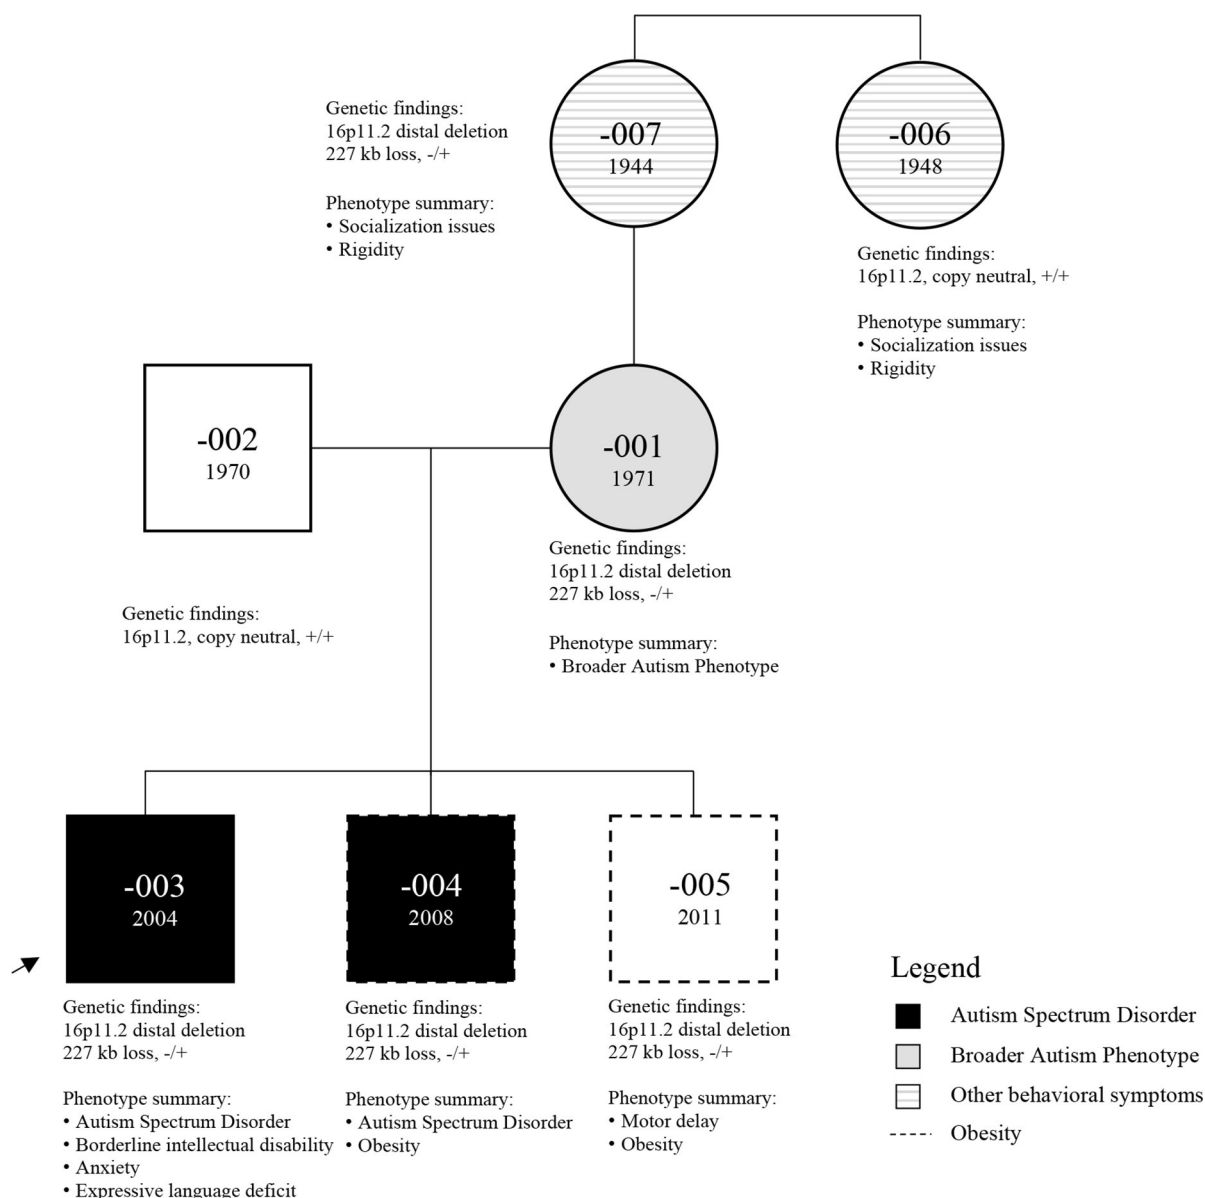 -007
1944
Genetic findings:
16p11.2 distal deletion
227 kb loss, -/+
Phenotype summary:
• Socialization issues
• Rigidity
-006
1948
Genetic findings:
16p11.2, copy neutral, +/+
Phenotype summary:
• Socialization issues
• Rigidity
-002
1970
Genetic findings:
16p11.2, copy neutral, +/+
-001
1971
Genetic findings:
16p11.2 distal deletion
227 kb loss, -/+
Phenotype summary:
• Broader Autism Phenotype
-003
2004
Genetic findings:
16p11.2 distal deletion
227 kb loss, -/+
Phenotype summary:
• Autism Spectrum Disorder
• Borderline intellectual disability
• Anxiety
• Expressive language deficit
-004
2008
Genetic findings:
16p11.2 distal deletion
227 kb loss, -/+
Phenotype summary:
• Autism Spectrum Disorder
• Obesity
-005
2011
Genetic findings:
16p11.2 distal deletion
227 kb loss, -/+
Phenotype summary:
• Motor delay
• Obesity
Legend
Autism Spectrum Disorder
Broader Autism Phenotype
Other behavioral symptoms
Obesity